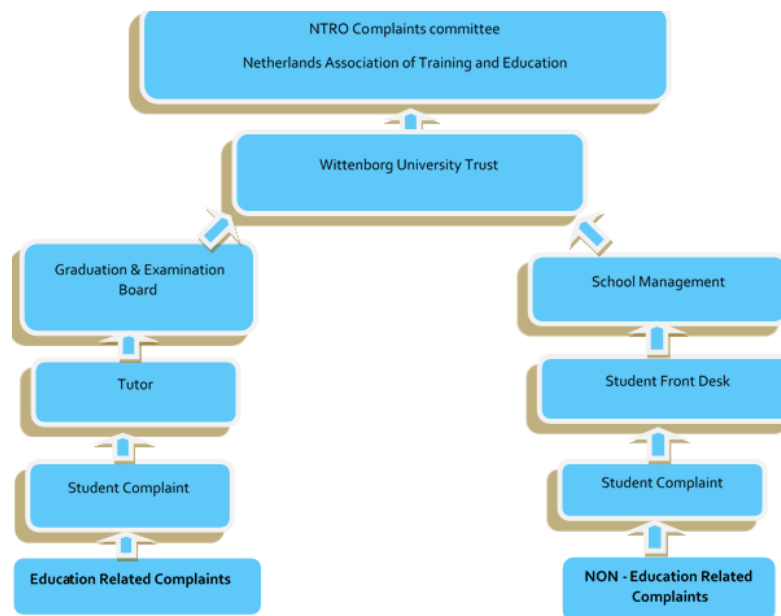 NTRO Complaints committee
Netherlands Association of Training and Education
Wittenborg University Trust
Graduation & Examination
Board
School Management
Tutor
Student Front Desk
Student Complaint
Student Complaint
Education Related Complaints
NON - Education Related
Complaints